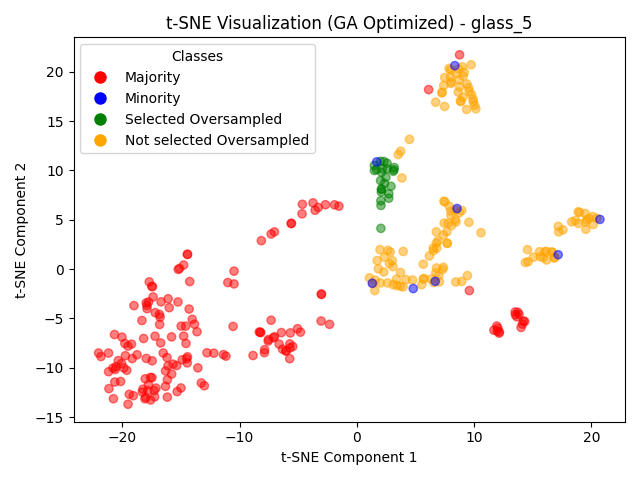 t-SNE Visualization (GA Optimized) - glass_5
Classes
Majority
Minority
Selected Oversampled
Not selected Oversampled
t-SNE Component 2
20
15
10
5
0
−5
−10
−15
−20
−10
0
10
20
t-SNE Component 1